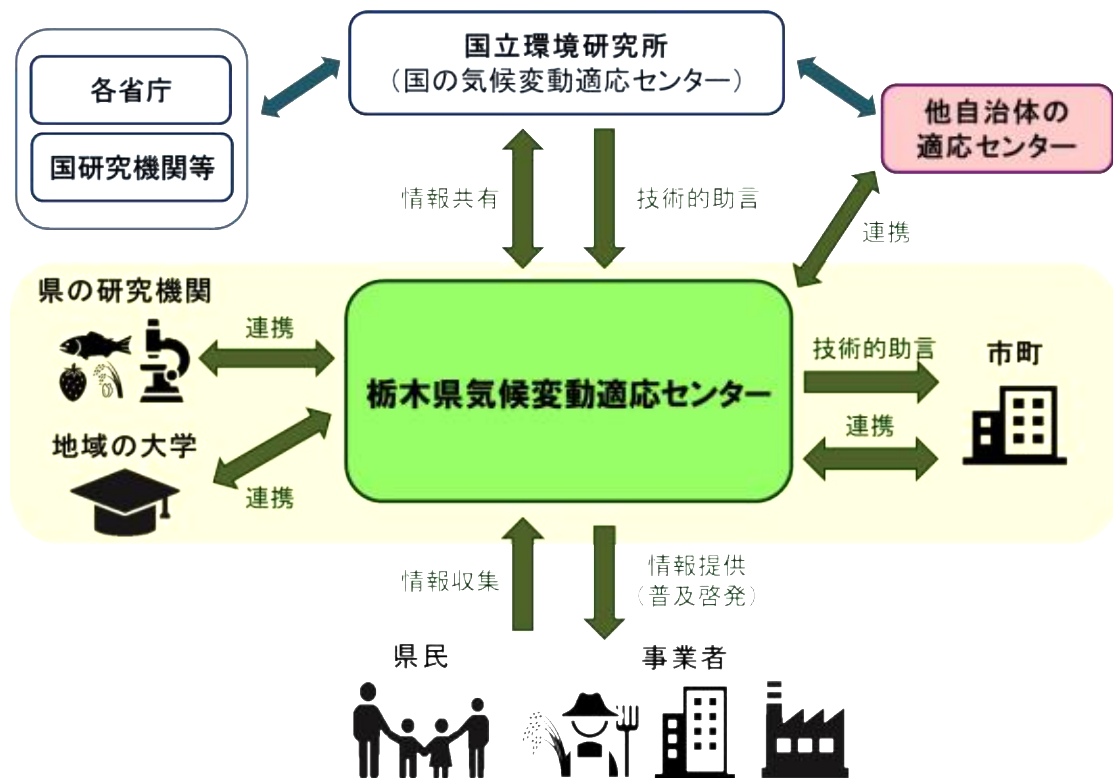 国立環境研究所
（国の気候変動適応センター）
各省庁
国研究機関等
他自治体の
適応センター
情報共有
技術的助言
連携
県の研究機関
連携
地域の大学
連携
栃木県気候変動適応センター
技術的助言
市町
連携
情報収集
情報提供
（普及啓発）
県民
事業者